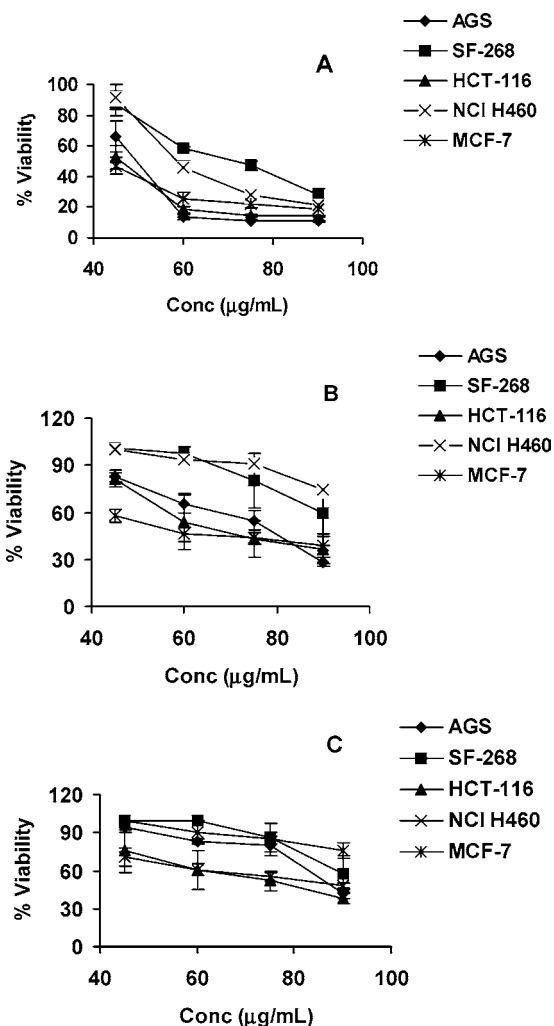 AGS
SF-268
HCT-116
NCI H460
MCF-7
A
% Viability
100
80
60
40
20
0
40 60 80 100
Conc (µg/mL)
AGS
SF-268
HCT-116
NCI H460
MCF-7
B
% Viability
120
90
60
30
0
40 60 80 100
Conc (µg/mL)
AGS
SF-268
HCT-116
NCI H460
MCF-7
C
% Viability
120
90
60
30
0
40 60 80 100
Conc (µg/mL)